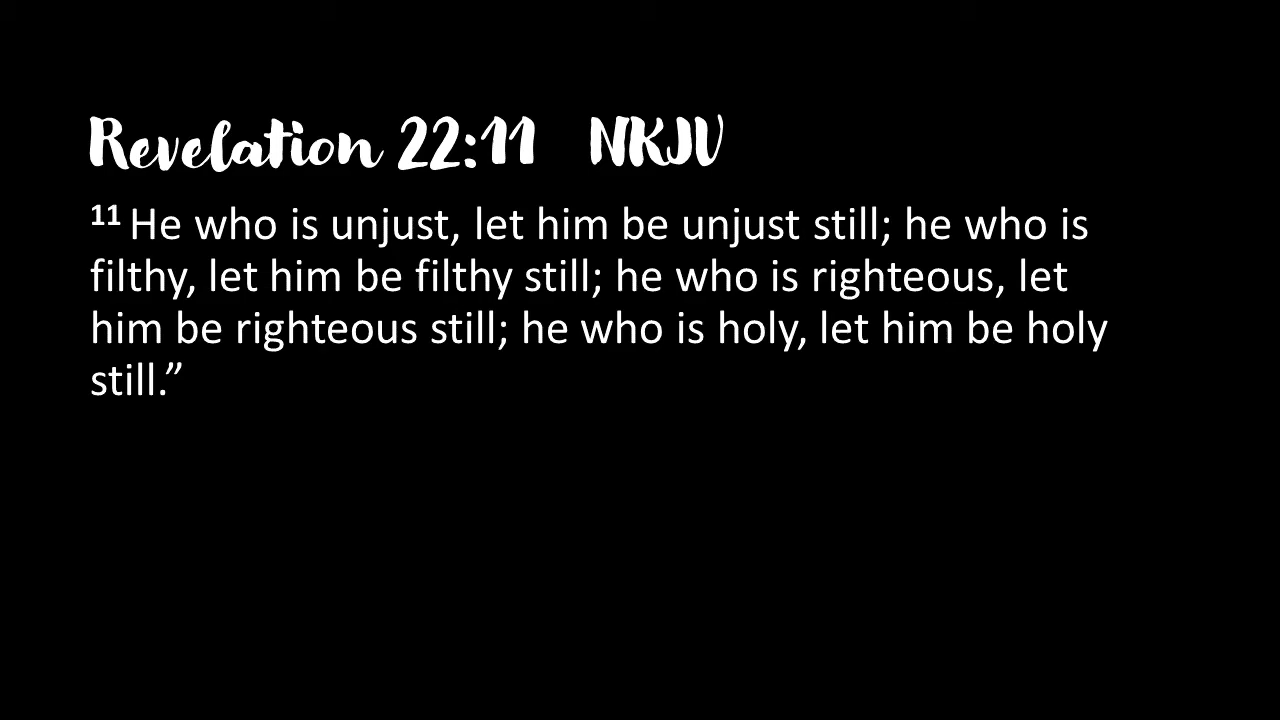 Revelation 22:11 NKJV
11 He who is unjust, let him be unjust still; he who is
filthy, let him be filthy still; he who is righteous, let
him be righteous still; he who is holy, let him be holy
still.”